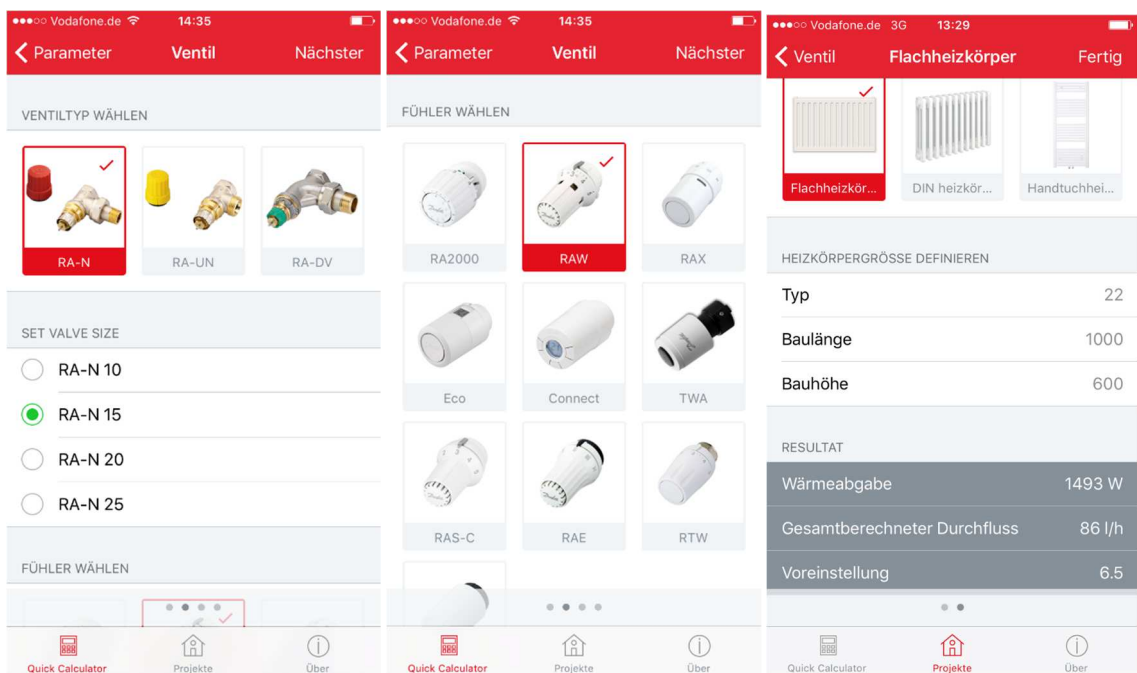 Vodafone.de
14:35
Parameter
Ventil
Nächster
VENTILTYP WÄHLEN
RA-N
RA-UN
RA-DV
SET VALVE SIZE
RA-N 10
RA-N 15
RA-N 20
RA-N 25
FÜHLER WÄHLEN
Quick Calculator
Projekte
Über
Vodafone.de
14:35
Parameter
Ventil
Nächster
FÜHLER WÄHLEN
RA2000
RAW
RAX
Eco
Connect
TWA
RAS-C
RAE
RTW
Quick Calculator
Projekte
Über
Vodafone.de 3G
13:29
Ventil
Flachheizkörper
Fertig
Flachheizkör...
DIN heizkör...
Handtuchhei...
HEIZKÖRPERGRÖSSE DEFINIEREN
Typ 22
Baulänge 1000
Bauhöhe 600
RESULTAT
Wärmeabgabe 1493 W
Gesamtberechneter Durchfluss 86 l/h
Voreinstellung 6.5
Quick Calculator
Projekte
Über